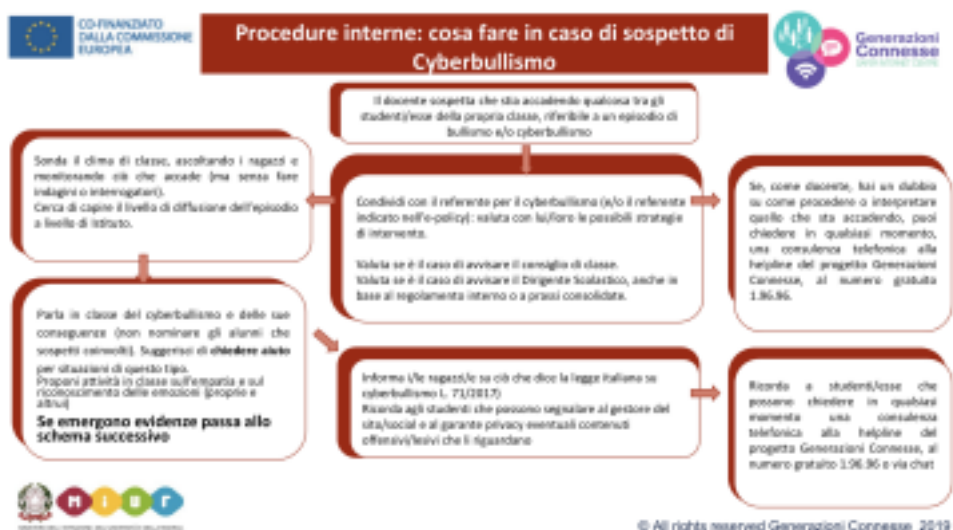 CO-FINANZIATO
DALLA COMMISSIONE
EUROPEA
Procedure interne: cosa fare in caso di sospetto di
Cyberbullismo
Generazioni
Connesse
Il docente sospetta che stia accadendo qualcosa tra gli
studenti/esse della propria classe, riferibile a un episodio di
bullismo e/o cyberbullismo
Sonda il clima di classe, ascoltando i ragazzi e
monitorando ciò che accade (ma senza fare
indagini o interrogatori).
Cerca di capire il livello di diffusione dell'episodio
a livello di Istituto.
Condividi con il referente per il cyberbullismo (e/o il referente
indicato nell'e-policy): valuta con lui/loro le possibili strategie
di intervento.
Valuta se è il caso di avvisare il consiglio di classe.
Valuta se è il caso di avvisare il Dirigente Scolastico, anche in
base al regolamento interno o a prassi consolidate.
Se, come docente, hai un dubbio
su come procedere o interpretare
quello che sta accadendo, puoi
chiedere in qualsiasi momento,
una consulenza telefonica alla
helpline del progetto Generazioni
Connesse, al numero gratuito
1.96.96.
Parla in classe del cyberbullismo e delle sue
conseguenze (non nominare gli alunni che
sospetti coinvolti). Suggerisci di chiedere aiuto
per situazioni di questo tipo.
Proponi attività in classe sull'empatia e sul
riconoscimento delle emozioni (proprie e
altrui)
Se emergono evidenze passa allo
schema successivo
Informa i/le ragazzi/e su ciò che dice la legge italiana su
cyberbullismo L. 71/2017)
Ricorda agli studenti che possono segnalare al gestore del
sito/social e al garante privacy eventuali contenuti
offensivi/lesivi che li riguardano
Ricorda a studenti/esse che
possono chiedere in qualsiasi
momento una consulenza
telefonica alla helpline del
progetto Generazioni Connesse, al
numero gratuito 1.96.96 o via chat
MIUR
© All rights reserved Generazioni Connesse 2019